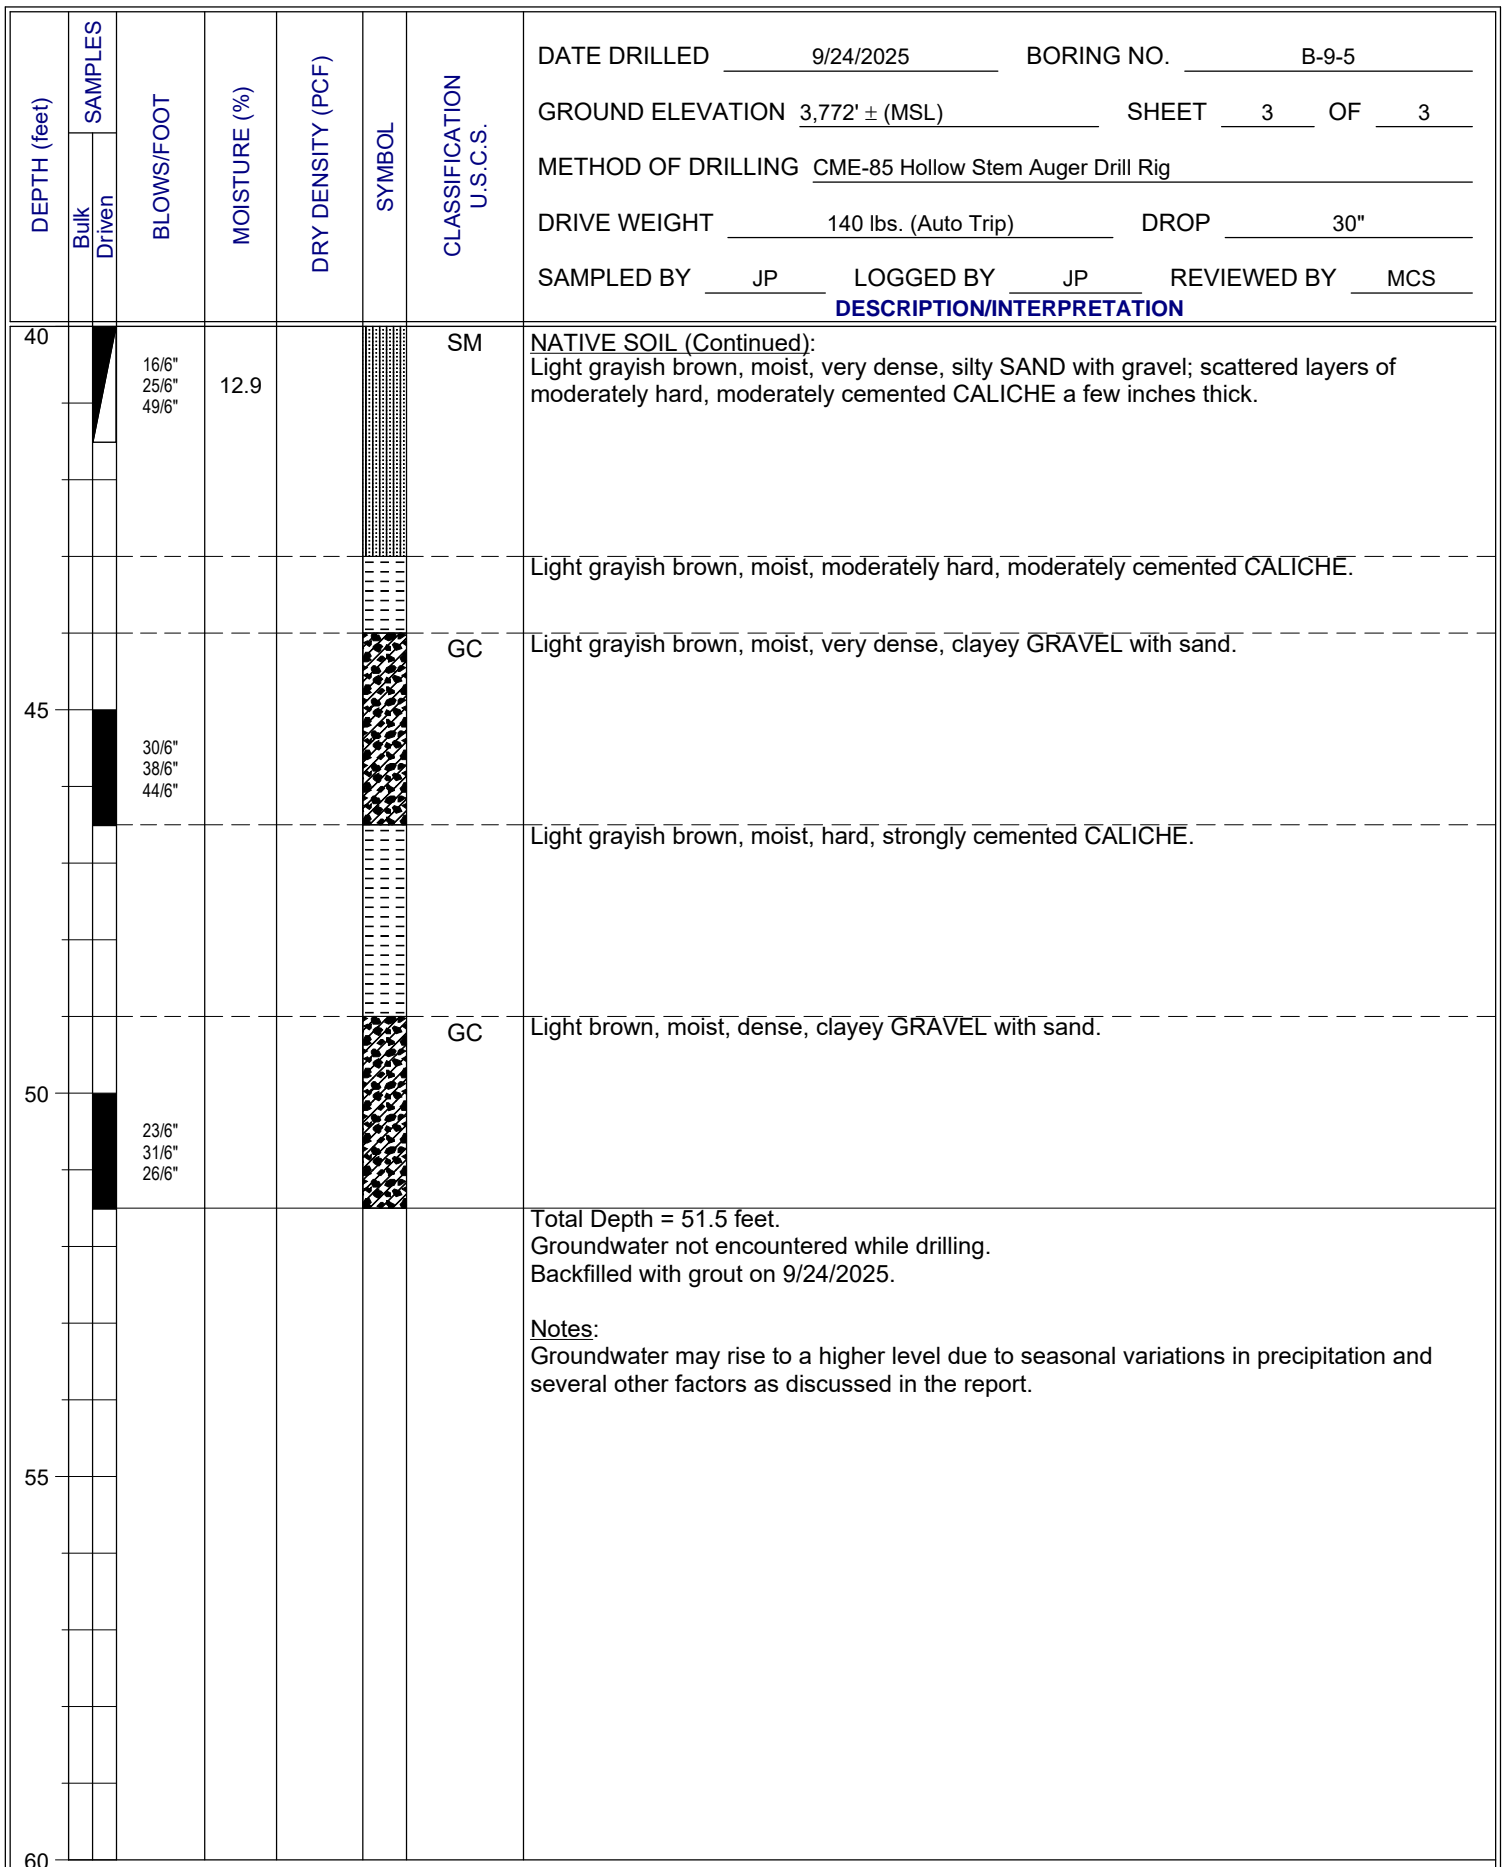 DEPTH (feet)
SAMPLES
Bulk
Driven
BLOWS/FOOT
MOISTURE (%)
DRY DENSITY (PCF)
SYMBOL
CLASSIFICATION
U.S.C.S.
DATE DRILLED 9/24/2025 BORING NO. B-9-5
GROUND ELEVATION 3,772' ± (MSL) SHEET 3 OF 3
METHOD OF DRILLING CME-85 Hollow Stem Auger Drill Rig
DRIVE WEIGHT 140 lbs. (Auto Trip) DROP 30"
SAMPLED BY JP LOGGED BY JP REVIEWED BY MCS
DESCRIPTION/INTERPRETATION
40
16/6"
25/6"
49/6"
12.9
SM
NATIVE SOIL (Continued):
Light grayish brown, moist, very dense, silty SAND with gravel; scattered layers of
moderately hard, moderately cemented CALICHE a few inches thick.
Light grayish brown, moist, moderately hard, moderately cemented CALICHE.
GC
Light grayish brown, moist, very dense, clayey GRAVEL with sand.
45
30/6"
38/6"
44/6"
Light grayish brown, moist, hard, strongly cemented CALICHE.
GC
Light brown, moist, dense, clayey GRAVEL with sand.
50
23/6"
31/6"
26/6"
Total Depth = 51.5 feet.
Groundwater not encountered while drilling.
Backfilled with grout on 9/24/2025.
Notes:
Groundwater may rise to a higher level due to seasonal variations in precipitation and
several other factors as discussed in the report.
55
60